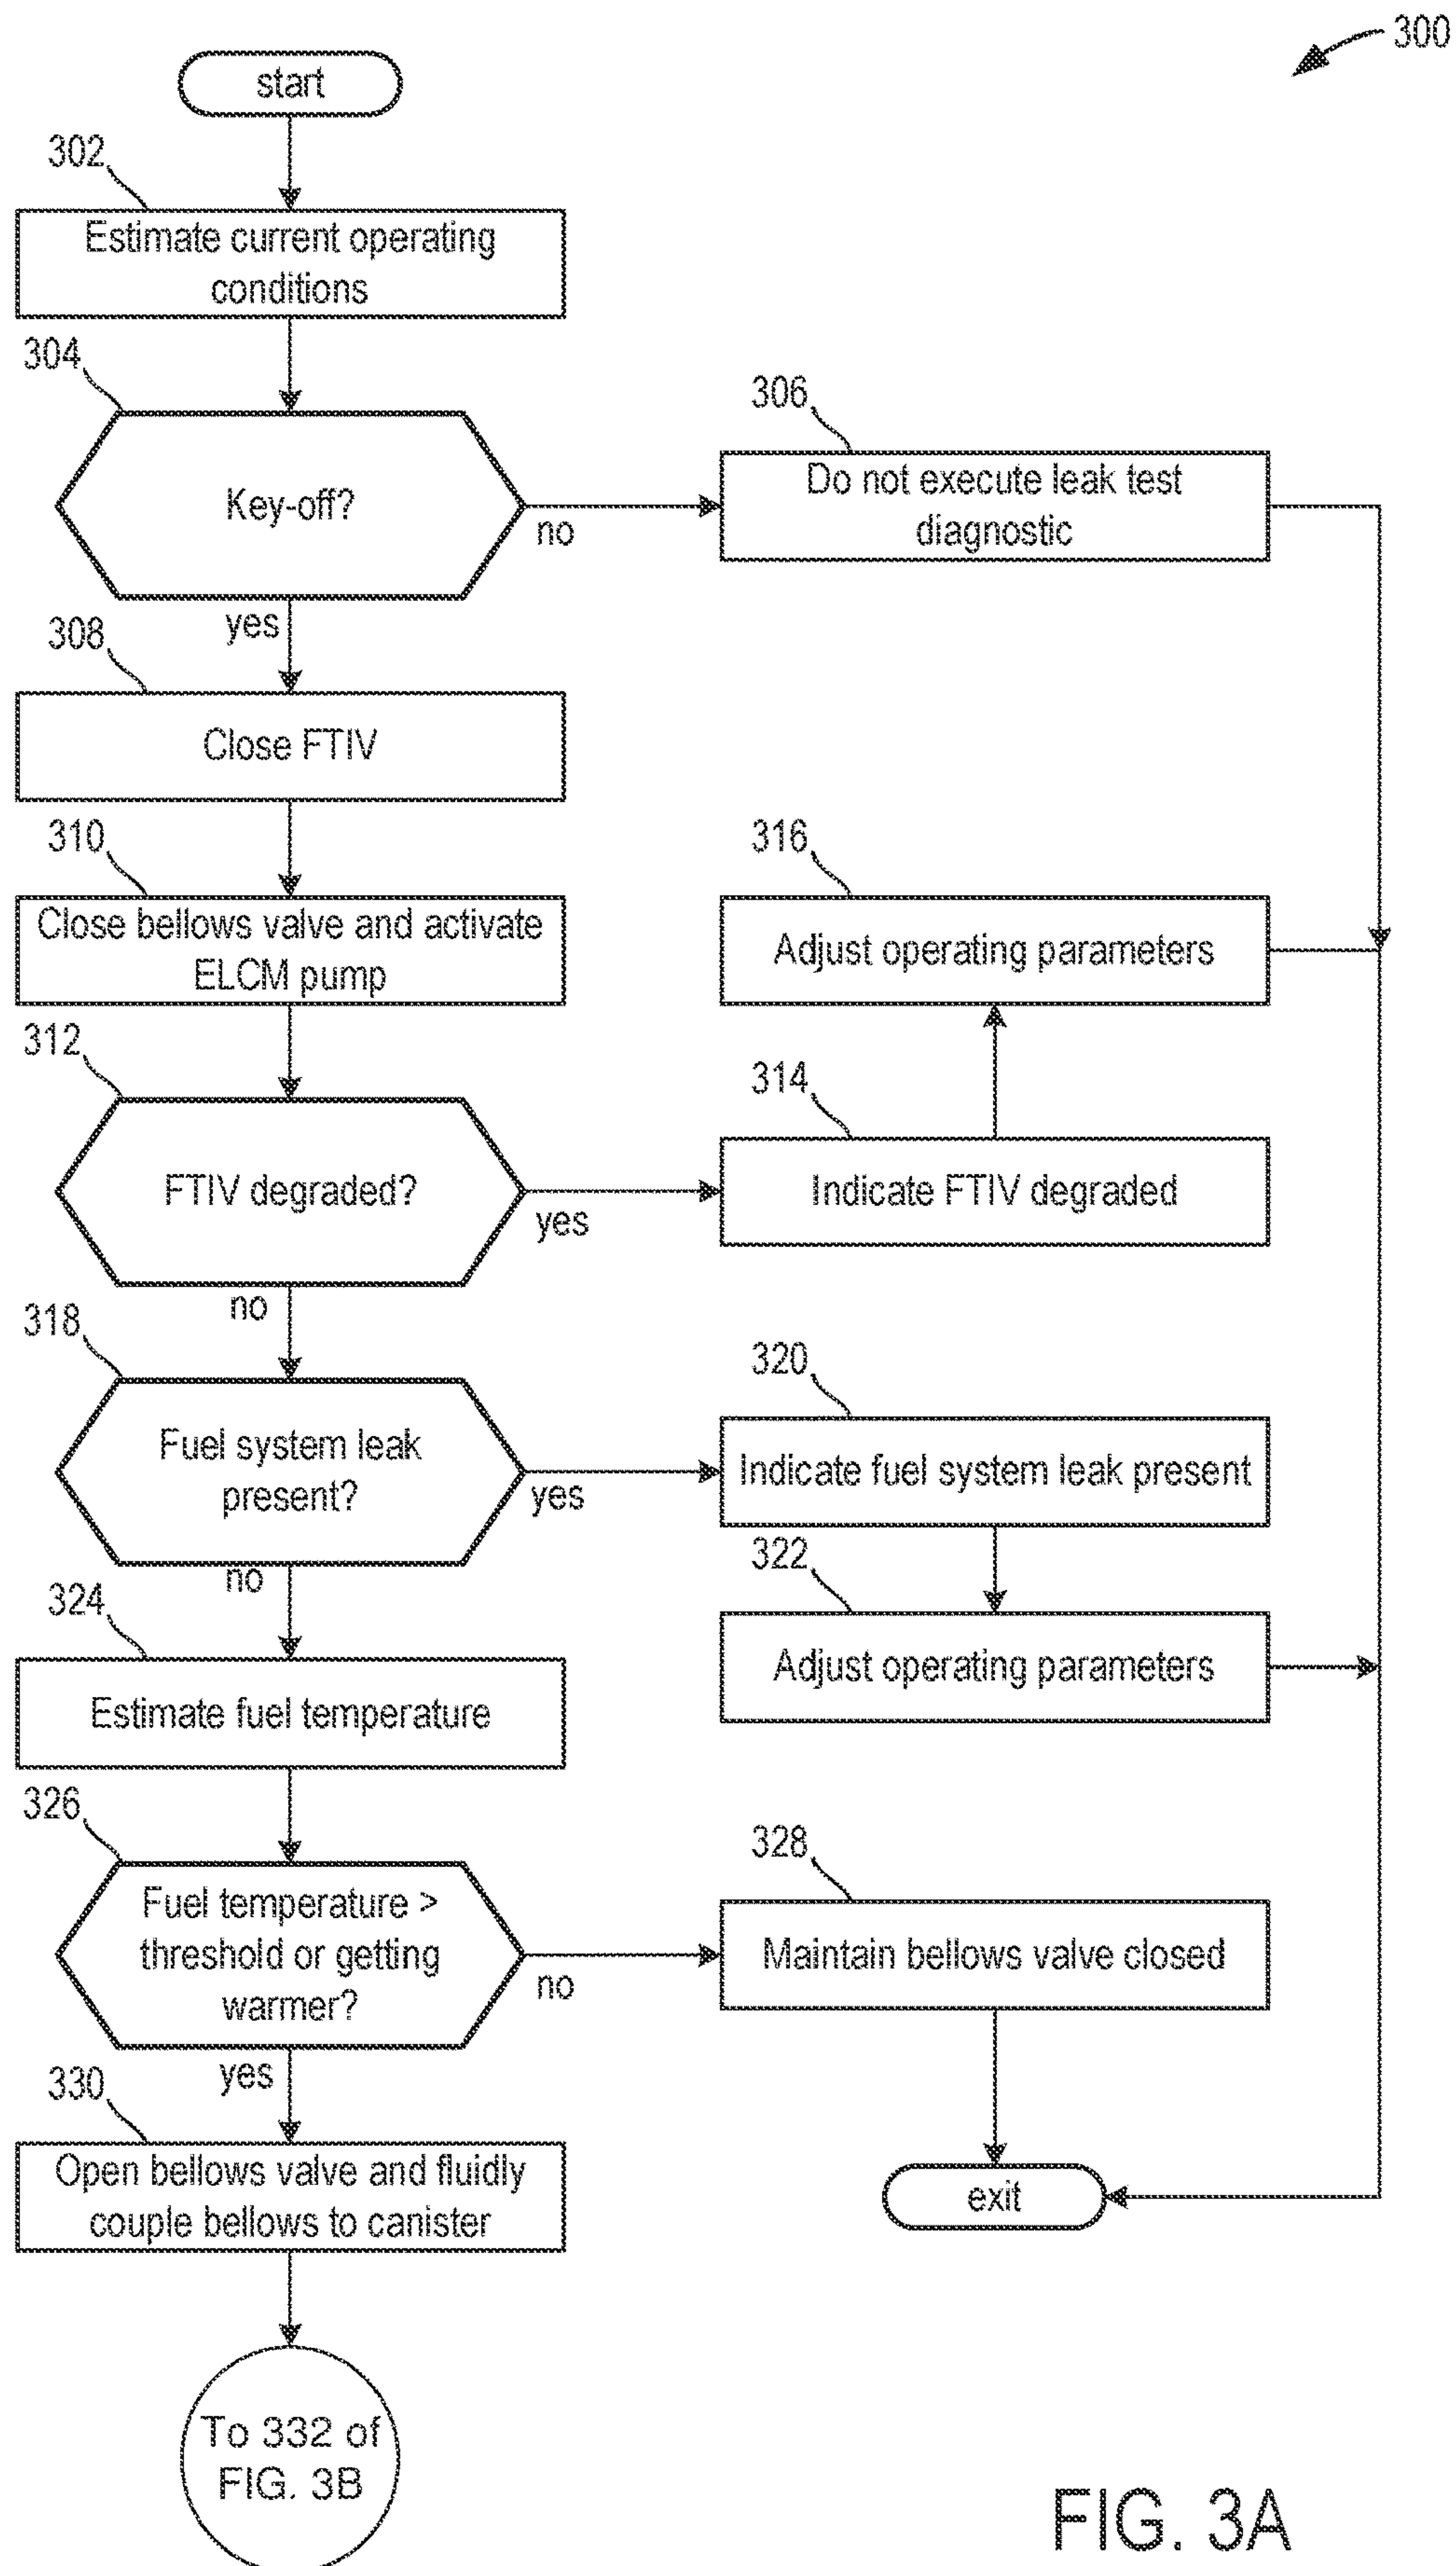 300
start
302
Estimate current operating
conditions
304
Key-off?
no
yes
306
Do not execute leak test
diagnostic
308
Close FTIV
310
Close bellows valve and activate
ELCM pump
316
Adjust operating parameters
312
FTIV degraded?
yes
no
314
Indicate FTIV degraded
318
Fuel system leak
present?
yes
no
320
Indicate fuel system leak present
322
Adjust operating parameters
324
Estimate fuel temperature
326
Fuel temperature >
threshold or getting
warmer?
no
yes
328
Maintain bellows valve closed
330
Open bellows valve and fluidly
couple bellows to canister
exit
To 332 of
FIG. 3B
FIG. 3A